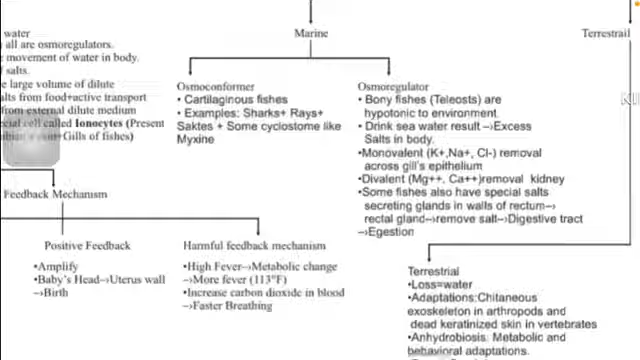 water
all are osmoregulators.
movement of water in body.
salts.
large volume of dilute
salts from food+active transport
from external dilute medium
cell called Ionocytes (Present
Gills of fishes)
Marine
Osmoconformer
• Cartilaginous fishes
• Examples: Sharks+ Rays+
Saktes + Some cyclostome like
Myxine
Osmoregulator
• Bony fishes (Teleosts) are
hypotonic to environment.
• Drink sea water result →Excess
Salts in body.
•Monovalent (K+,Na+, Cl-) removal
across gill's epithelium
•Divalent (Mg++, Ca++)removal kidney
•Some fishes also have special salts
secreting glands in walls of rectum→
rectal gland→remove salt→Digestive tract
→Egestion
Terrestrail
Feedback Mechanism
Positive Feedback
•Amplify
•Baby's Head→Uterus wall
→Birth
Harmful feedback mechanism
•High Fever→Metabolic change
→More fever (113°F)
•Increase carbon dioxide in blood
→Faster Breathing
Terrestrial
•Loss=water
•Adaptations:Chitaneous
exoskeleton in arthropods and
dead keratinized skin in vertebrates
•Anhydrobiosis: Metabolic and
behavioral adaptations.